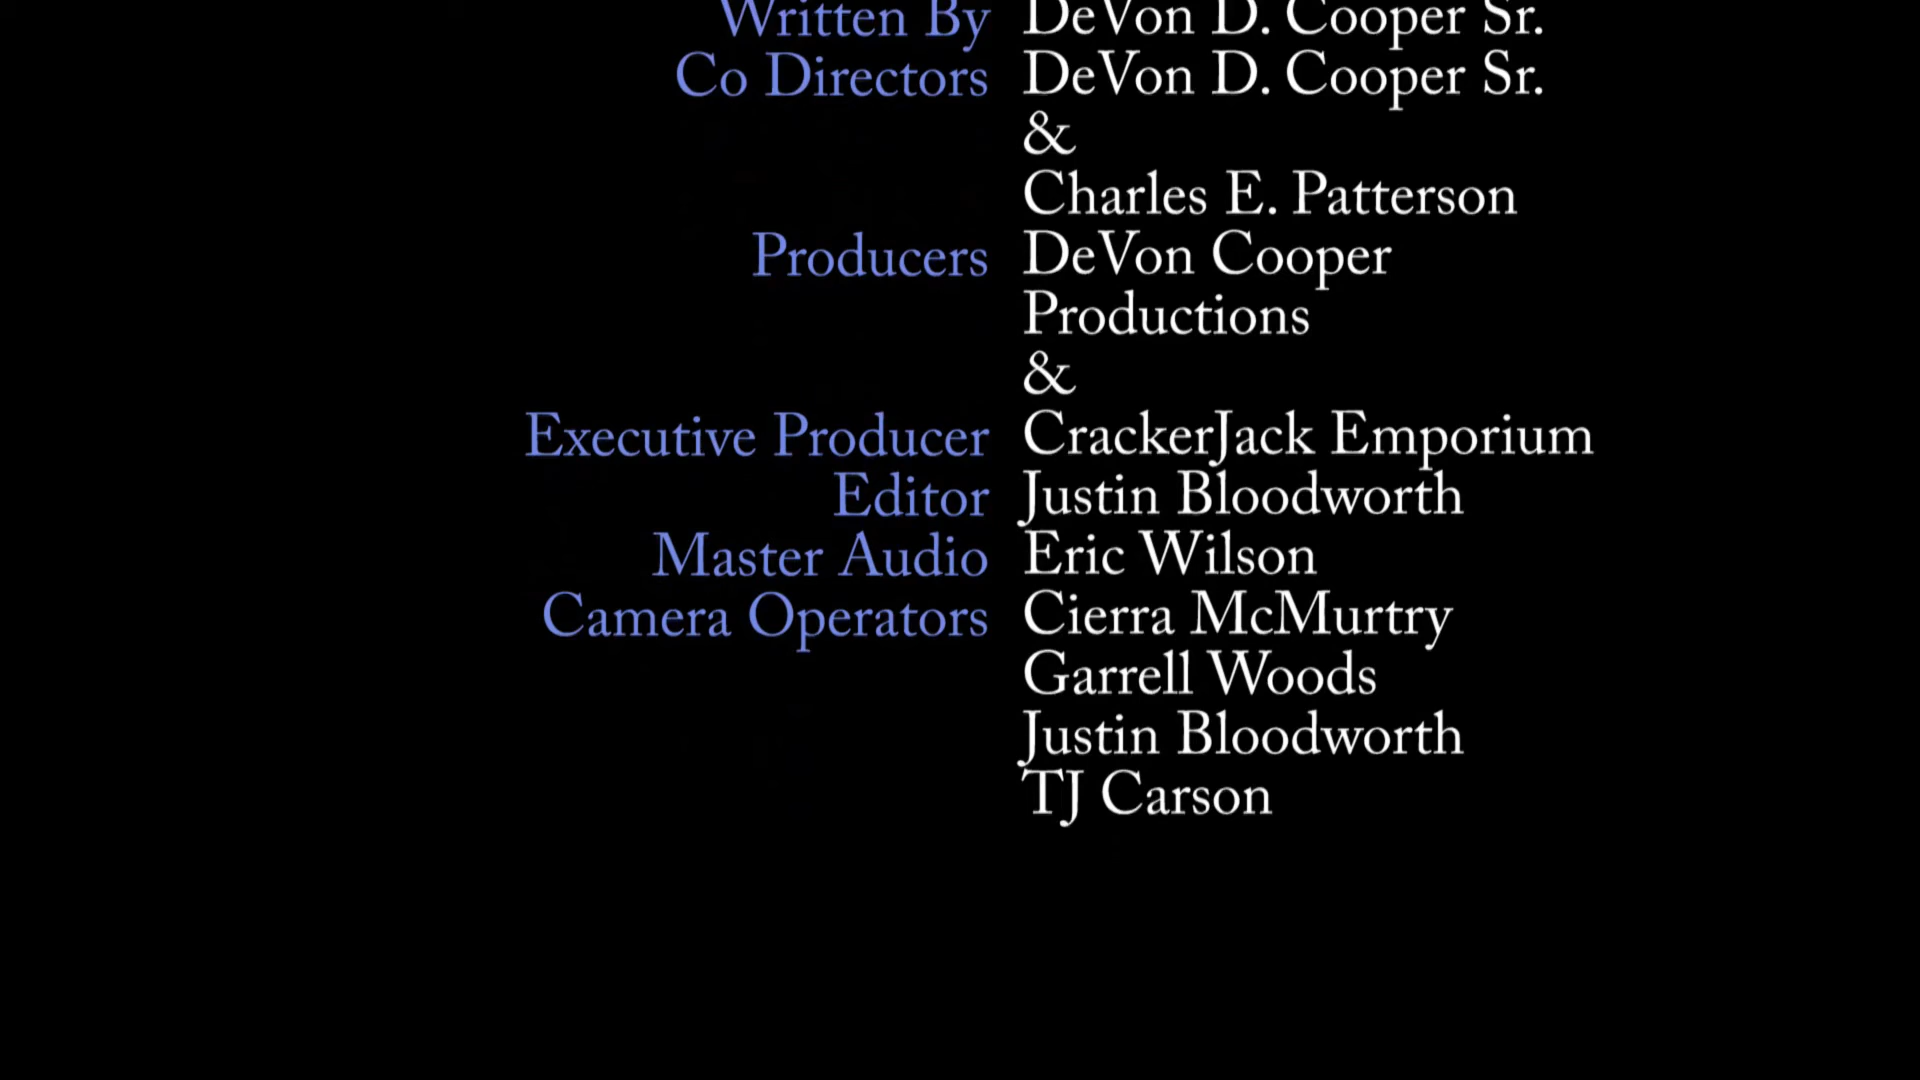 Written By DeVon D. Cooper Sr.
Co Directors DeVon D. Cooper Sr.
&
Charles E. Patterson
Producers DeVon Cooper
Productions
&
Executive Producer CrackerJack Emporium
Editor Justin Bloodworth
Master Audio Eric Wilson
Camera Operators Cierra McMurtry
Garrell Woods
Justin Bloodworth
TJ Carson